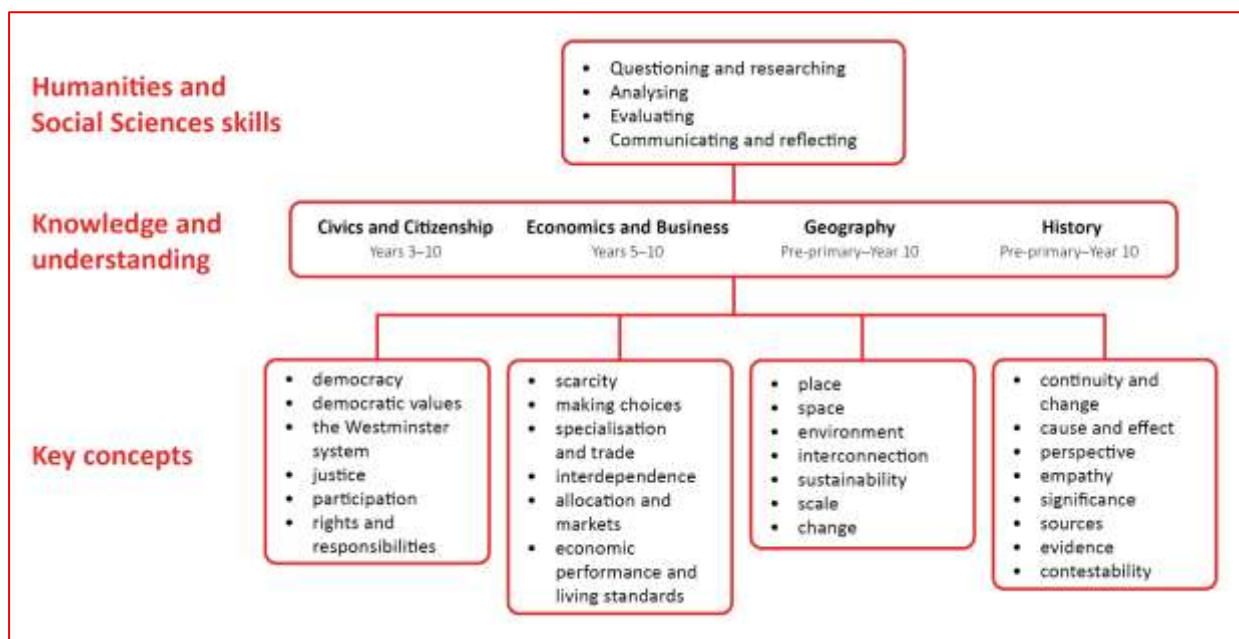 Humanities and
Social Sciences skills
• Questioning and researching
• Analysing
• Evaluating
• Communicating and reflecting
Knowledge and
understanding
Civics and Citizenship
Years 3–10
Economics and Business
Years 5–10
Geography
Pre-primary–Year 10
History
Pre-primary–Year 10
Key concepts
• democracy
• democratic values
• the Westminster
system
• justice
• participation
• rights and
responsibilities
• scarcity
• making choices
• specialisation
and trade
• interdependence
• allocation and
markets
• economic
performance and
living standards
• place
• space
• environment
• interconnection
• sustainability
• scale
• change
• continuity and
change
• cause and effect
• perspective
• empathy
• significance
• sources
• evidence
• contestability